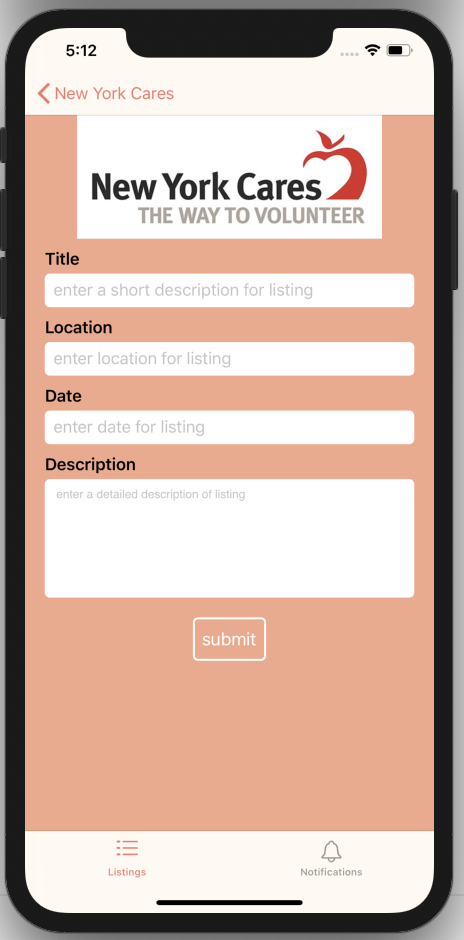 5:12
New York Cares
New York Cares
THE WAY TO VOLUNTEER
Title
enter a short description for listing
Location
enter location for listing
Date
enter date for listing
Description
enter a detailed description of listing
submit
Listings
Notifications